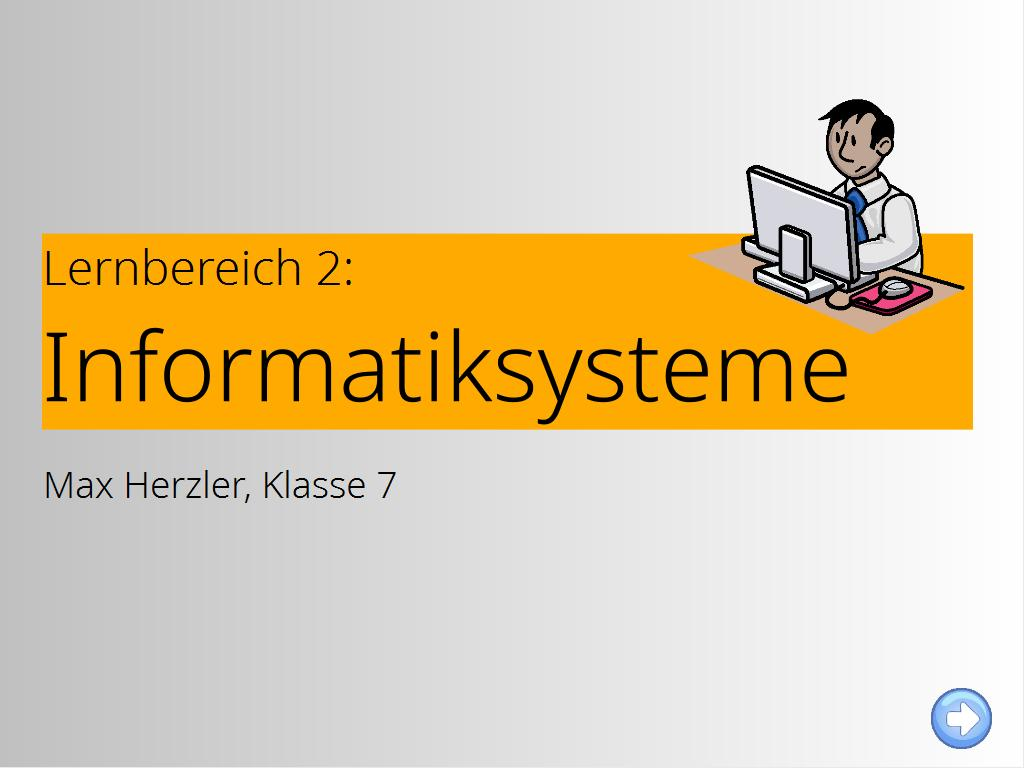 Lernbereich 2:
Informatiksysteme
Max Herzler, Klasse 7